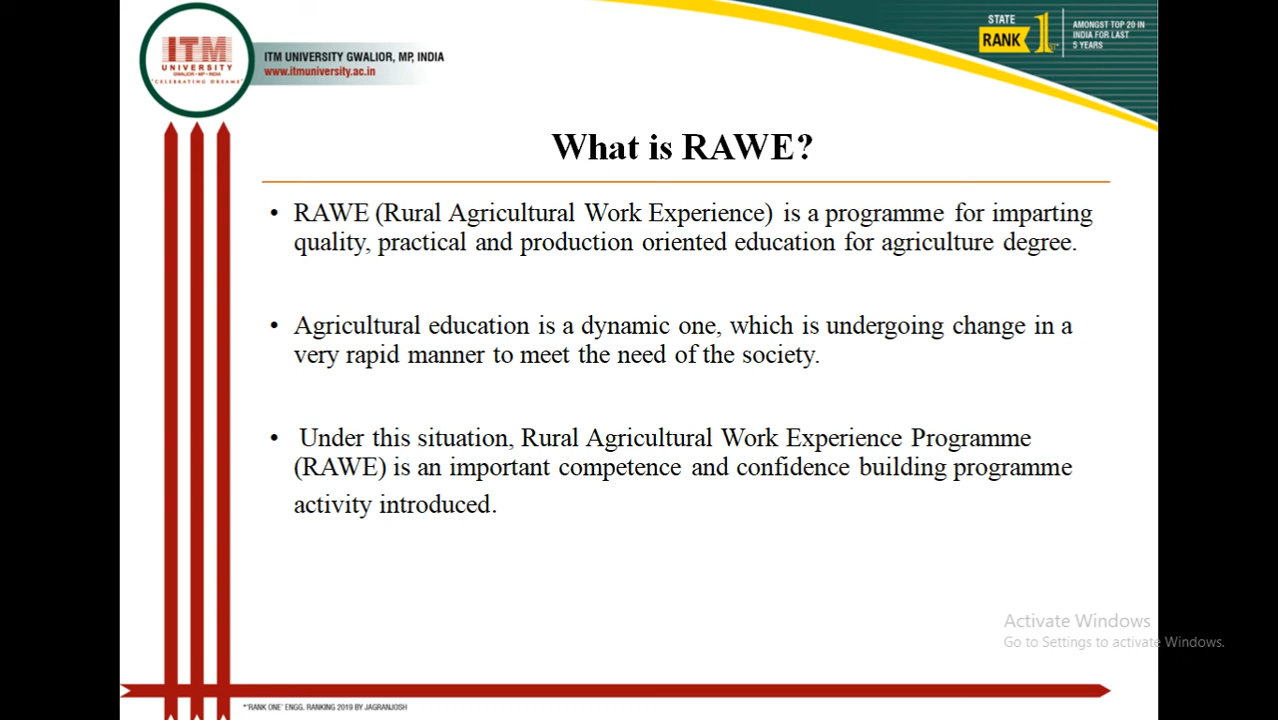 ITM
UNIVERSITY
GWALIOR • MP • INDIA
"CELEBRATING DREAMS"
ITM UNIVERSITY GWALIOR, MP, INDIA
www.itmuniversity.ac.in
STATE
RANK 1st*
AMONGST TOP 20 IN
INDIA FOR LAST
5 YEARS
What is RAWE?
• RAWE (Rural Agricultural Work Experience) is a programme for imparting
quality, practical and production oriented education for agriculture degree.
• Agricultural education is a dynamic one, which is undergoing change in a
very rapid manner to meet the need of the society.
• Under this situation, Rural Agricultural Work Experience Programme
(RAWE) is an important competence and confidence building programme
activity introduced.
Activate Windows
Go to Settings to activate Windows.
*"RANK ONE" ENGG. RANKING 2019 BY JAGRANJOSH